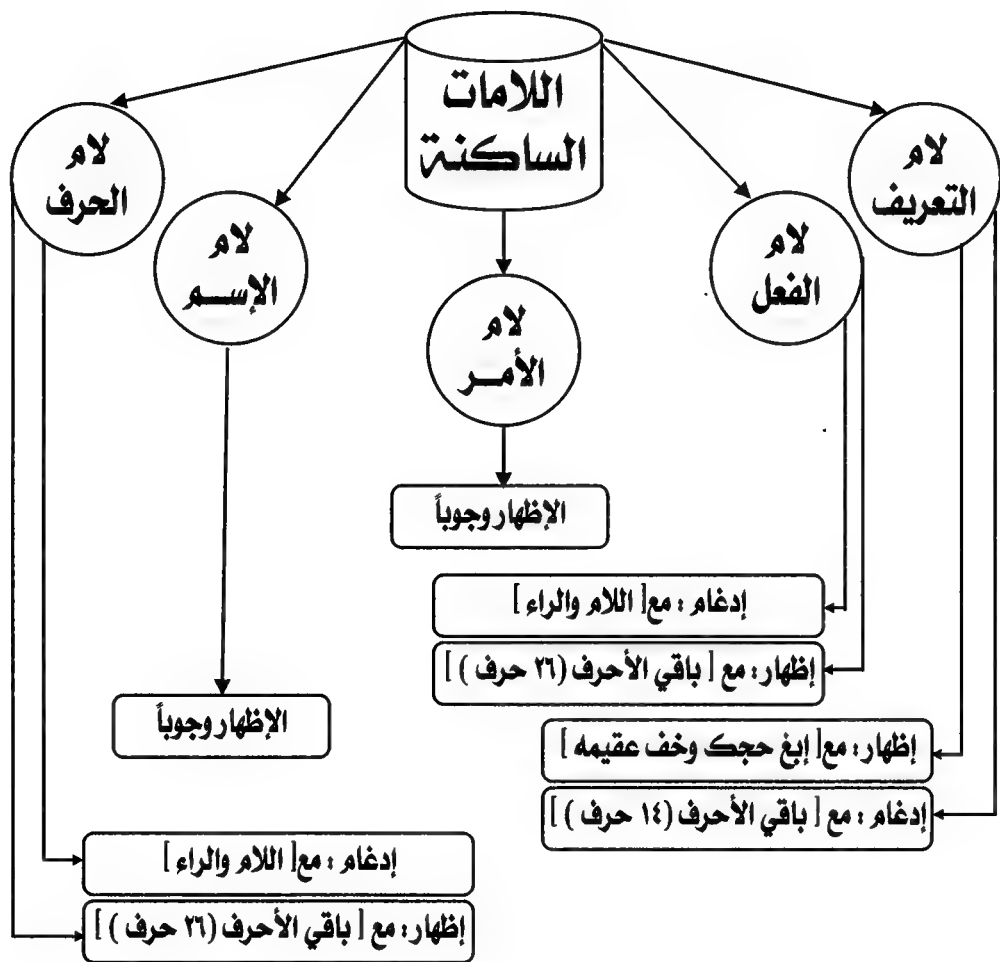 اللامات
الساكنة
لام
التعريف
لام
الفعل
لام
الأمـر
لام
الإسـم
لام
الحرف
الإظهار وجوباً
إدغام : مع [ اللام والراء ]
إظهار: مع [ باقي الأحرف (٢٦ حرف ) ]
الإظهار وجوباً
إظهار: مع [ إبغ حجك وخف عقيمه ]
إدغام : مع [ باقي الأحرف (١٤ حرف ) ]
إدغام : مع [ اللام والراء ]
إظهار: مع [ باقي الأحرف (٢٦ حرف ) ]